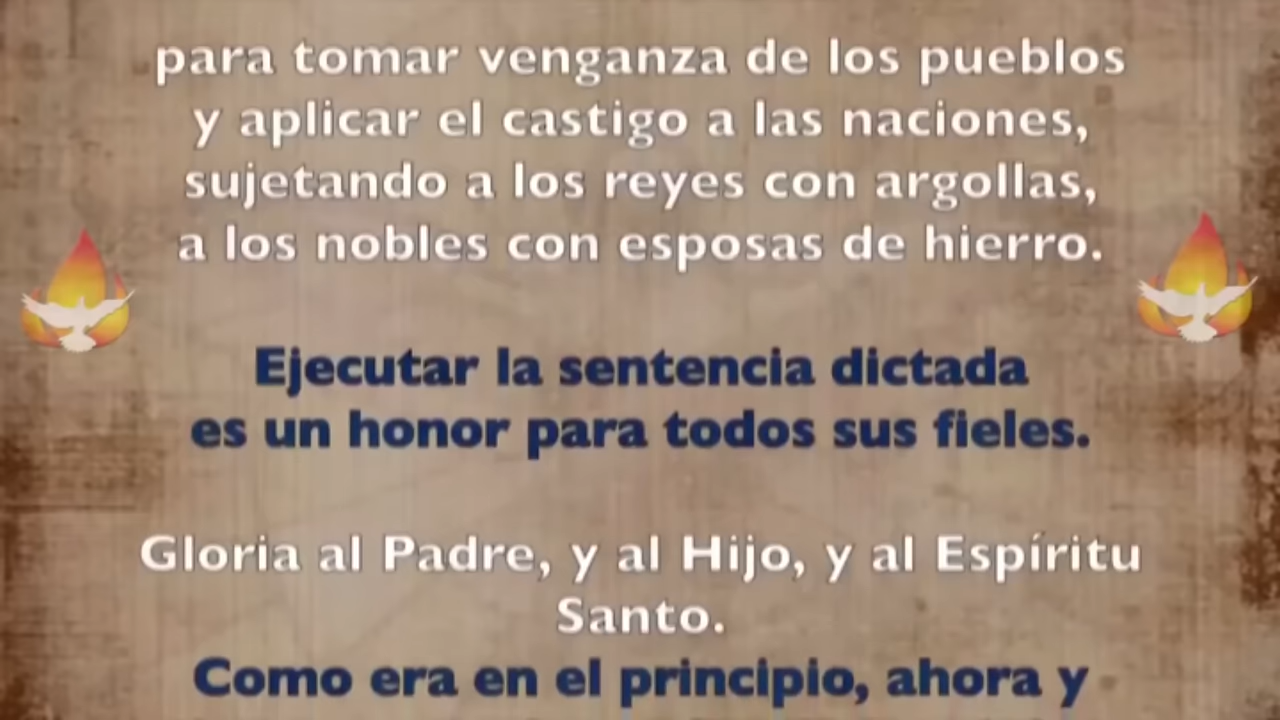 para tomar venganza de los pueblos
y aplicar el castigo a las naciones,
sujetando a los reyes con argollas,
a los nobles con esposas de hierro.
Ejecutar la sentencia dictada
es un honor para todos sus fieles.
Gloria al Padre, y al Hijo, y al Espíritu
Santo.
Como era en el principio, ahora y